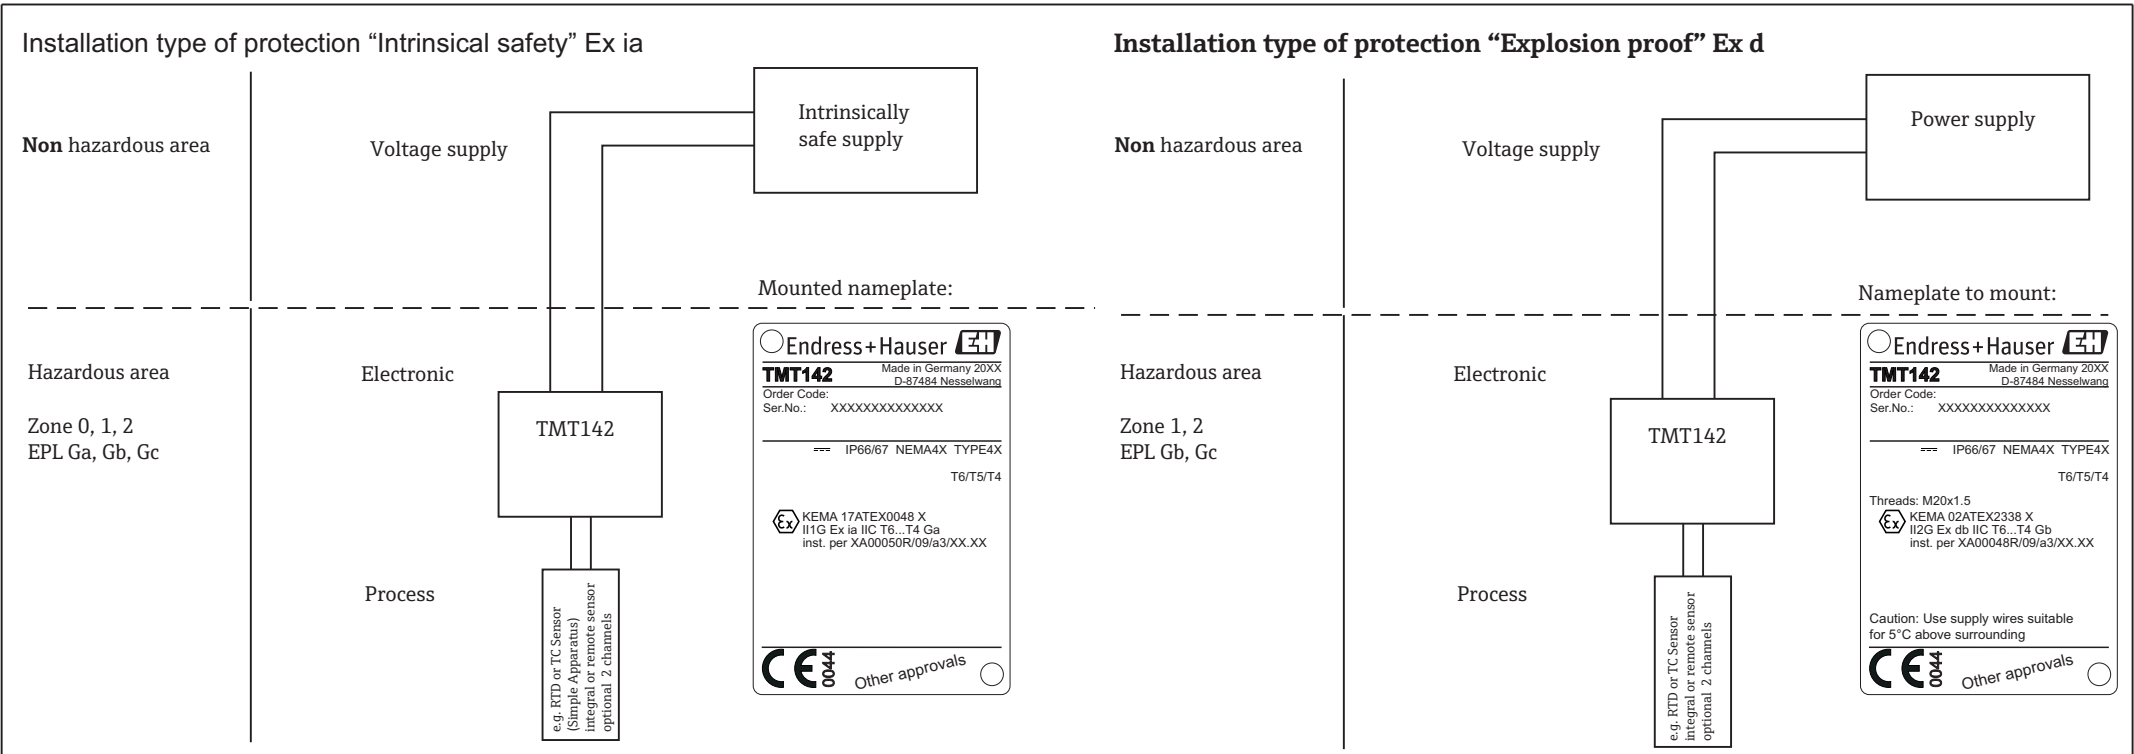 Installation type of protection “Intrinsical safety” Ex ia
Non hazardous area
Voltage supply
Intrinsically
safe supply
Mounted nameplate:
Hazardous area
Zone 0, 1, 2
EPL Ga, Gb, Gc
Electronic
TMT142
Process
e.g. RTD or TC Sensor
(Simple Apparatus)
integral or remote sensor
optional 2 channels
Endress+Hauser EH
TMT142
Made in Germany 20XX
D-87484 Nesselwang
Order Code:
Ser.No.: XXXXXXXXXXXXXX
IP66/67 NEMA4X TYPE4X
T6/T5/T4
Ex
KEMA 17ATEX0048 X
II1G Ex ia IIC T6...T4 Ga
inst. per XA00050R/09/a3/XX.XX
CE 0044
Other approvals
Installation type of protection “Explosion proof” Ex d
Non hazardous area
Voltage supply
Power supply
Nameplate to mount:
Hazardous area
Zone 1, 2
EPL Gb, Gc
Electronic
TMT142
Process
e.g. RTD or TC Sensor
integral or remote sensor
optional 2 channels
Endress+Hauser EH
TMT142
Made in Germany 20XX
D-87484 Nesselwang
Order Code:
Ser.No.: XXXXXXXXXXXXXX
IP66/67 NEMA4X TYPE4X
T6/T5/T4
Threads: M20x1.5
Ex
KEMA 02ATEX2338 X
II2G Ex db IIC T6...T4 Gb
inst. per XA00048R/09/a3/XX.XX
Caution: Use supply wires suitable
for 5°C above surrounding
CE 0044
Other approvals